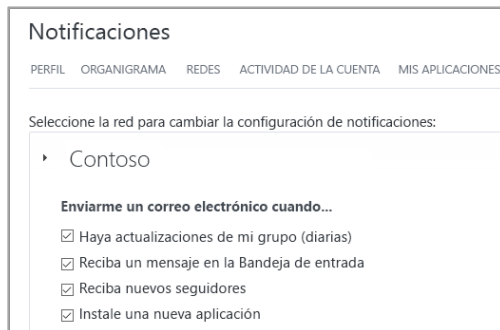 Notificaciones
PERFIL ORGANIGRAMA REDES ACTIVIDAD DE LA CUENTA MIS APLICACIONES
Seleccione la red para cambiar la configuración de notificaciones:
Contoso
Enviarme un correo electrónico cuando...
Haya actualizaciones de mi grupo (diarias)
Reciba un mensaje en la Bandeja de entrada
Reciba nuevos seguidores
Instale una nueva aplicación